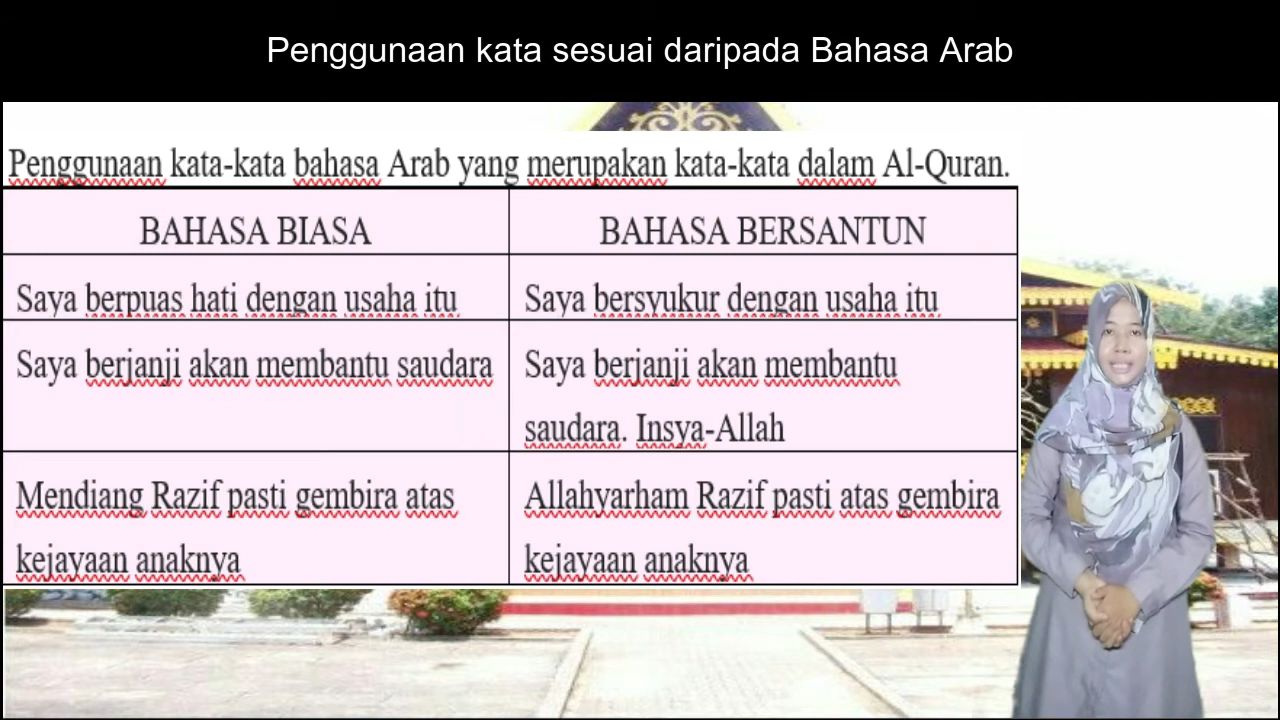 Penggunaan kata sesuai daripada Bahasa Arab
Penggunaan kata-kata bahasa Arab yang merupakan kata-kata dalam Al-Quran.
BAHASA BIASA
BAHASA BERSANTUN
Saya berpuas hati dengan usaha itu
Saya bersyukur dengan usaha itu
Saya berjanji akan membantu saudara
Saya berjanji akan membantu
saudara. Insya-Allah
Mendiang Razif pasti gembira atas
kejayaan anaknya
Allahyarham Razif pasti atas gembira
kejayaan anaknya